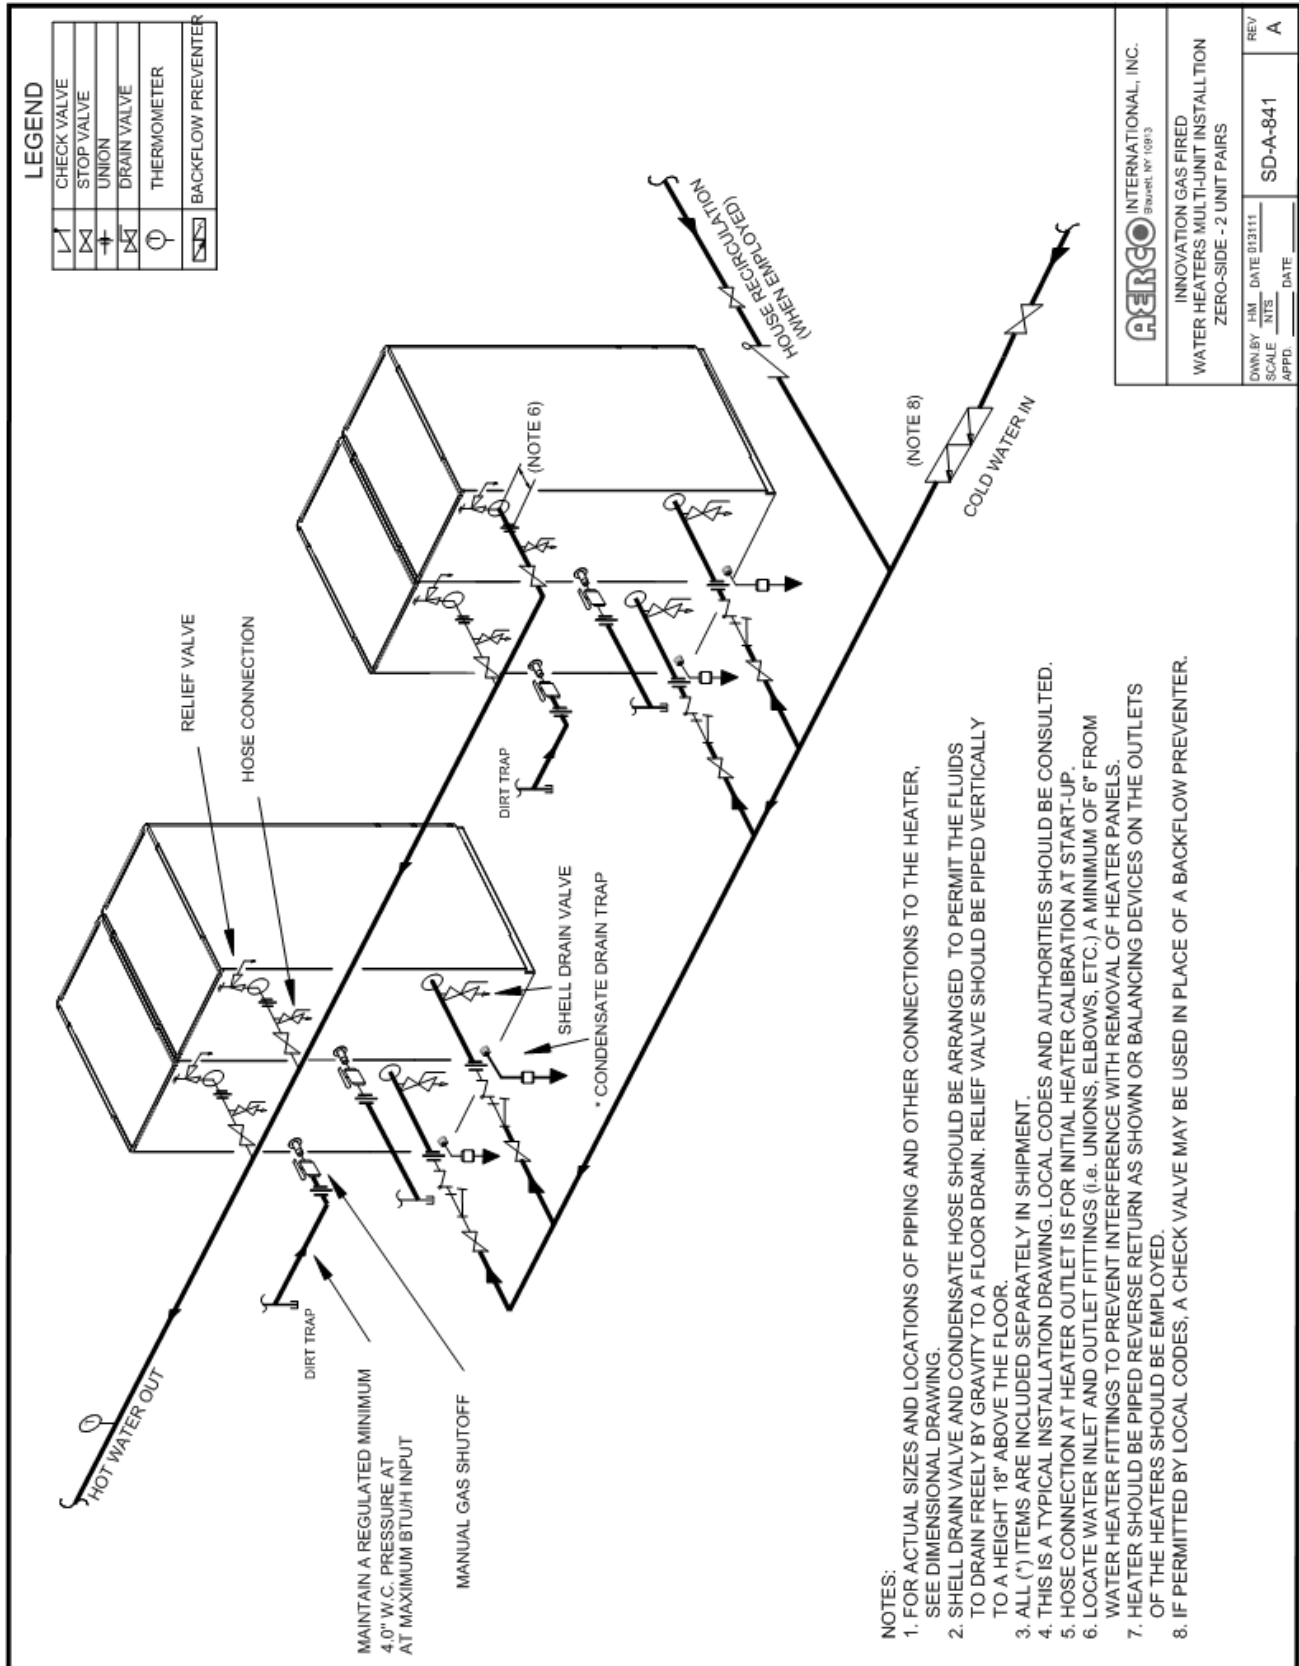 LEGEND
CHECK VALVE
STOP VALVE
UNION
DRAIN VALVE
THERMOMETER
BACKFLOW PREVENTER
RELIEF VALVE
HOSE CONNECTION
(NOTE 6)
HOUSE RECIRCULATION
(WHEN EMPLOYED)
(NOTE 8)
COLD WATER IN
DIRT TRAP
SHELL DRAIN VALVE
* CONDENSATE DRAIN TRAP
HOT WATER OUT
DIRT TRAP
MAINTAIN A REGULATED MINIMUM
4.0" W.C. PRESSURE AT
AT MAXIMUM BTU/H INPUT
MANUAL GAS SHUTOFF
NOTES:
1. FOR ACTUAL SIZES AND LOCATIONS OF PIPING AND OTHER CONNECTIONS TO THE HEATER,
SEE DIMENSIONAL DRAWING.
2. SHELL DRAIN VALVE AND CONDENSATE HOSE SHOULD BE ARRANGED TO PERMIT THE FLUIDS
TO DRAIN FREELY BY GRAVITY TO A FLOOR DRAIN. RELIEF VALVE SHOULD BE PIPED VERTICALLY
TO A HEIGHT 18" ABOVE THE FLOOR.
3. ALL (*) ITEMS ARE INCLUDED SEPARATELY IN SHIPMENT.
4. THIS IS A TYPICAL INSTALLATION DRAWING. LOCAL CODES AND AUTHORITIES SHOULD BE CONSULTED.
5. HOSE CONNECTION AT HEATER OUTLET IS FOR INITIAL HEATER CALIBRATION AT START-UP.
6. LOCATE WATER INLET AND OUTLET FITTINGS (i.e. UNIONS, ELBOWS, ETC.) A MINIMUM OF 6" FROM
WATER HEATER FITTINGS TO PREVENT INTERFERENCE WITH REMOVAL OF HEATER PANELS.
7. HEATER SHOULD BE PIPED REVERSE RETURN AS SHOWN OR BALANCING DEVICES ON THE OUTLETS
OF THE HEATERS SHOULD BE EMPLOYED.
8. IF PERMITTED BY LOCAL CODES, A CHECK VALVE MAY BE USED IN PLACE OF A BACKFLOW PREVENTER.
AERCO INTERNATIONAL, INC.
Blauvelt, NY 10913
INNOVATION GAS FIRED
WATER HEATERS MULTI-UNIT INSTALLTION
ZERO-SIDE - 2 UNIT PAIRS
DWN.BY HM DATE 013111
SCALE NTS
APPD. DATE
SD-A-841
REV
A